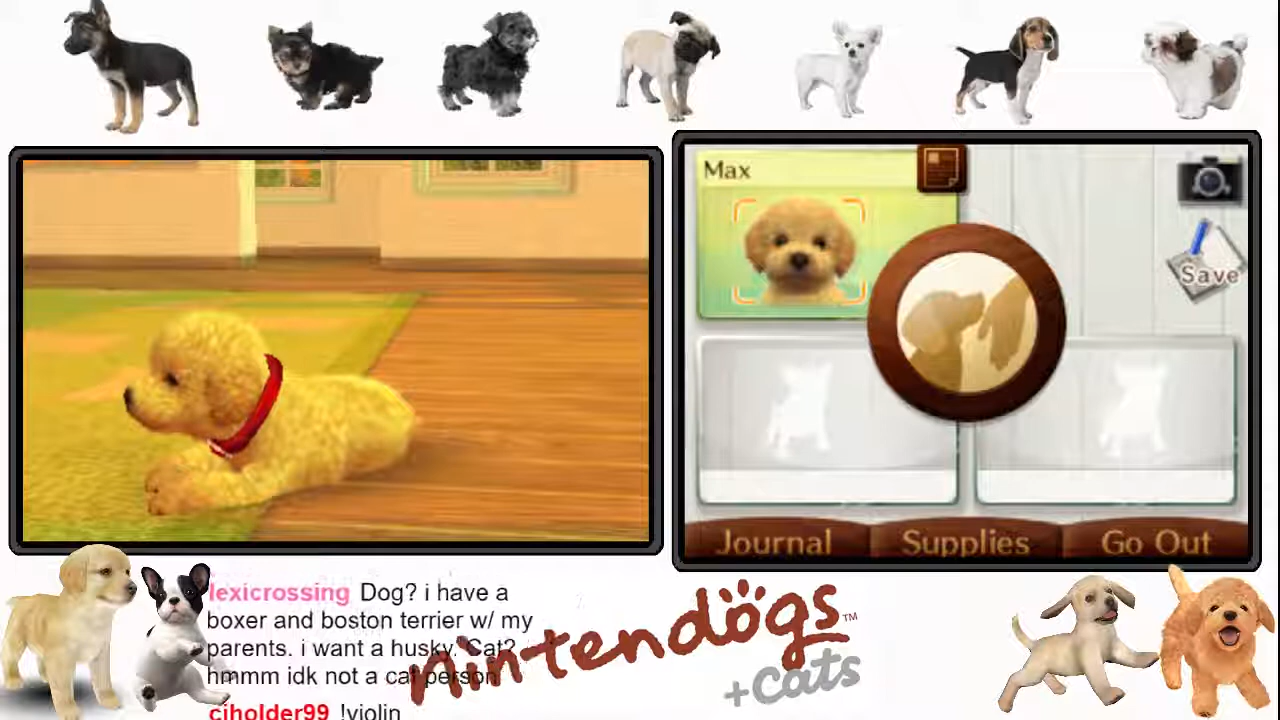 Max
Save
Journal
Supplies
Go Out
lexicrossing Dog? i have a
boxer and boston terrier w/ my
parents. i want a husky. Cat?
hmmm idk not a cat person
ciholder99 !violin
nintendögs™
+cats